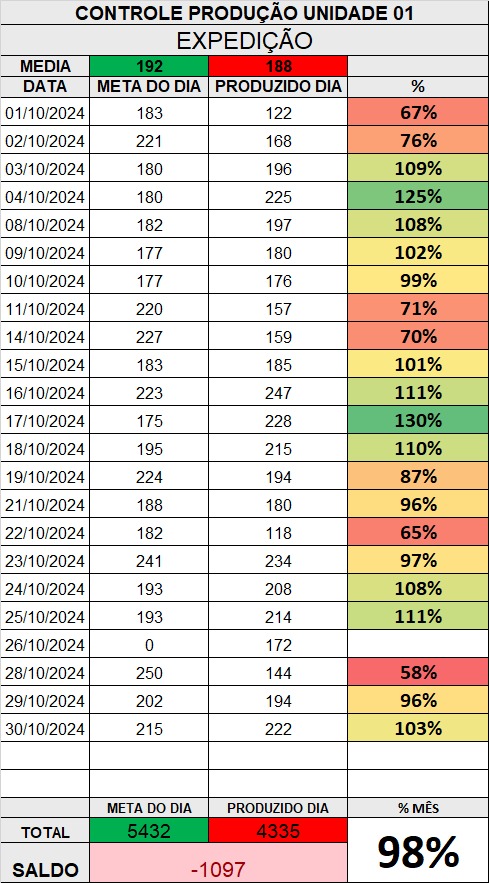 CONTROLE PRODUÇÃO UNIDADE 01
EXPEDIÇÃO
MEDIA 192 188
DATA META DO DIA PRODUZIDO DIA %
01/10/2024 183 122 67%
02/10/2024 221 168 76%
03/10/2024 180 196 109%
04/10/2024 180 225 125%
08/10/2024 182 197 108%
09/10/2024 177 180 102%
10/10/2024 177 176 99%
11/10/2024 220 157 71%
14/10/2024 227 159 70%
15/10/2024 183 185 101%
16/10/2024 223 247 111%
17/10/2024 175 228 130%
18/10/2024 195 215 110%
19/10/2024 224 194 87%
21/10/2024 188 180 96%
22/10/2024 182 118 65%
23/10/2024 241 234 97%
24/10/2024 193 208 108%
25/10/2024 193 214 111%
26/10/2024 0 172
28/10/2024 250 144 58%
29/10/2024 202 194 96%
30/10/2024 215 222 103%
META DO DIA PRODUZIDO DIA % MÊS
TOTAL 5432 4335 98%
SALDO -1097